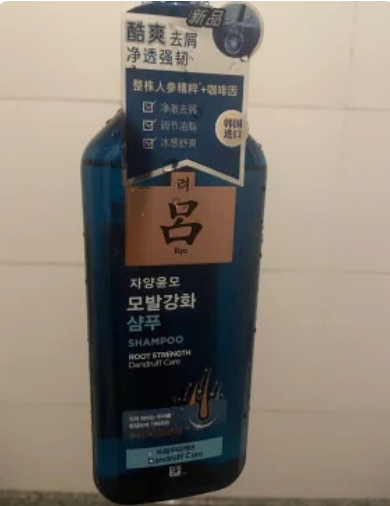 新品
酷爽去屑
净透强韧
整株人参精粹+咖啡因
净澈去屑
调节油脂
冰感舒爽
韩国
进口
려
呂
Ryo
자양윤모
모발강화
샴푸
SHAMPOO
ROOT STRENGTH
Dandruff Care
Dandruff Care